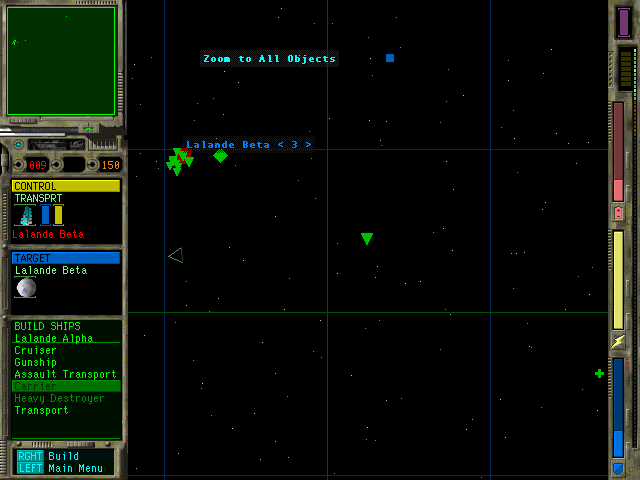 Zoom to All Objects
Lalande Beta < 3 >
009 150
CONTROL
TRANSPRT
Lalande Beta
TARGET
Lalande Beta
BUILD SHIPS
Lalande Alpha
Cruiser
Gunship
Assault Transport
Carrier
Heavy Destroyer
Transport
RGHT Build
LEFT Main Menu